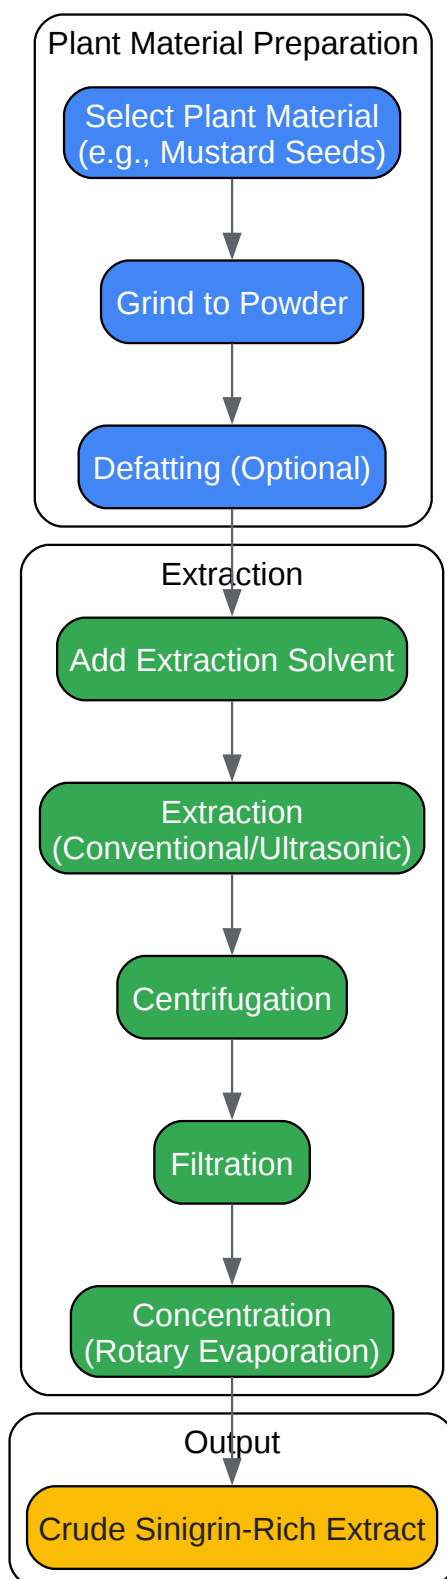 Plant Material Preparation
Select Plant Material
(e.g., Mustard Seeds)
Grind to Powder
Defatting (Optional)
Extraction
Add Extraction Solvent
Extraction
(Conventional/Ultrasonic)
Centrifugation
Filtration
Concentration
(Rotary Evaporation)
Output
Crude Sinigrin-Rich Extract